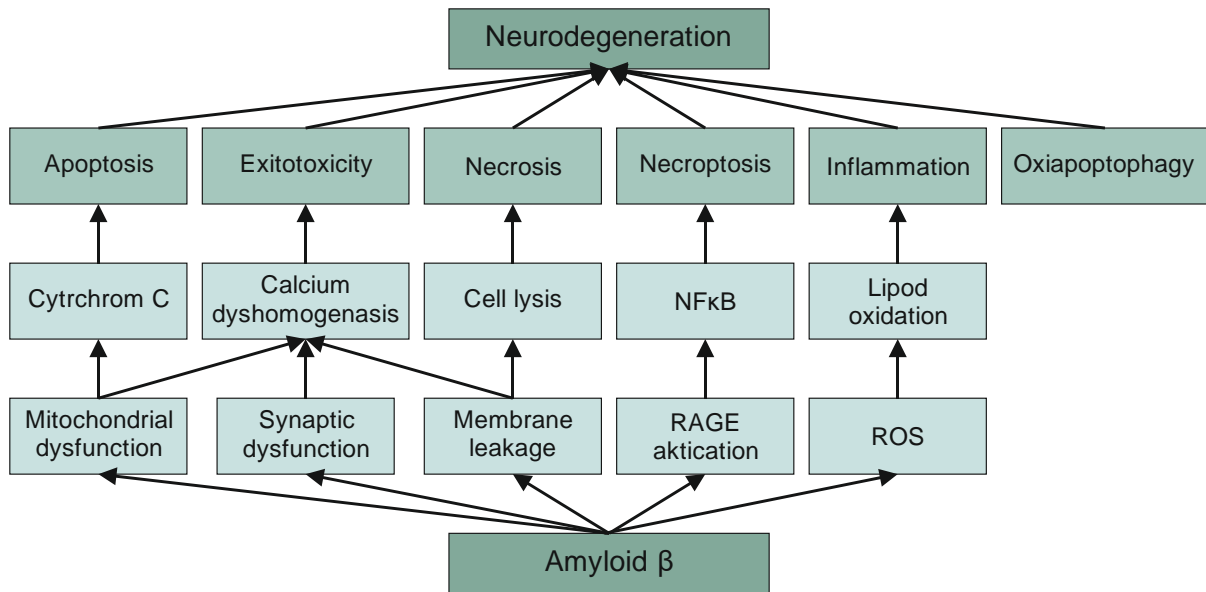 Neurodegeneration
Apoptosis
Exitotoxicity
Necrosis
Necroptosis
Inflammation
Oxiapoptophagy
Cytrchrom C
Calcium
dyshomogenasis
Cell lysis
NFκB
Lipod
oxidation
Mitochondrial
dysfunction
Synaptic
dysfunction
Membrane
leakage
RAGE
aktication
ROS
Amyloid β